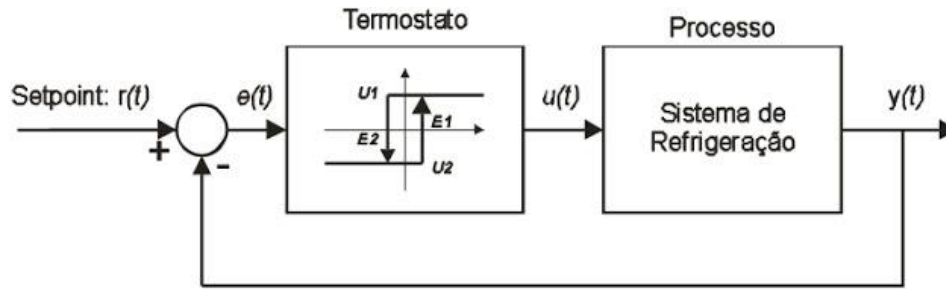 Termostato
Processo
Setpoint: r(t)
e(t)
U1
E1
E2
U2
u(t)
Sistema de
Refrigeração
y(t)
+
-